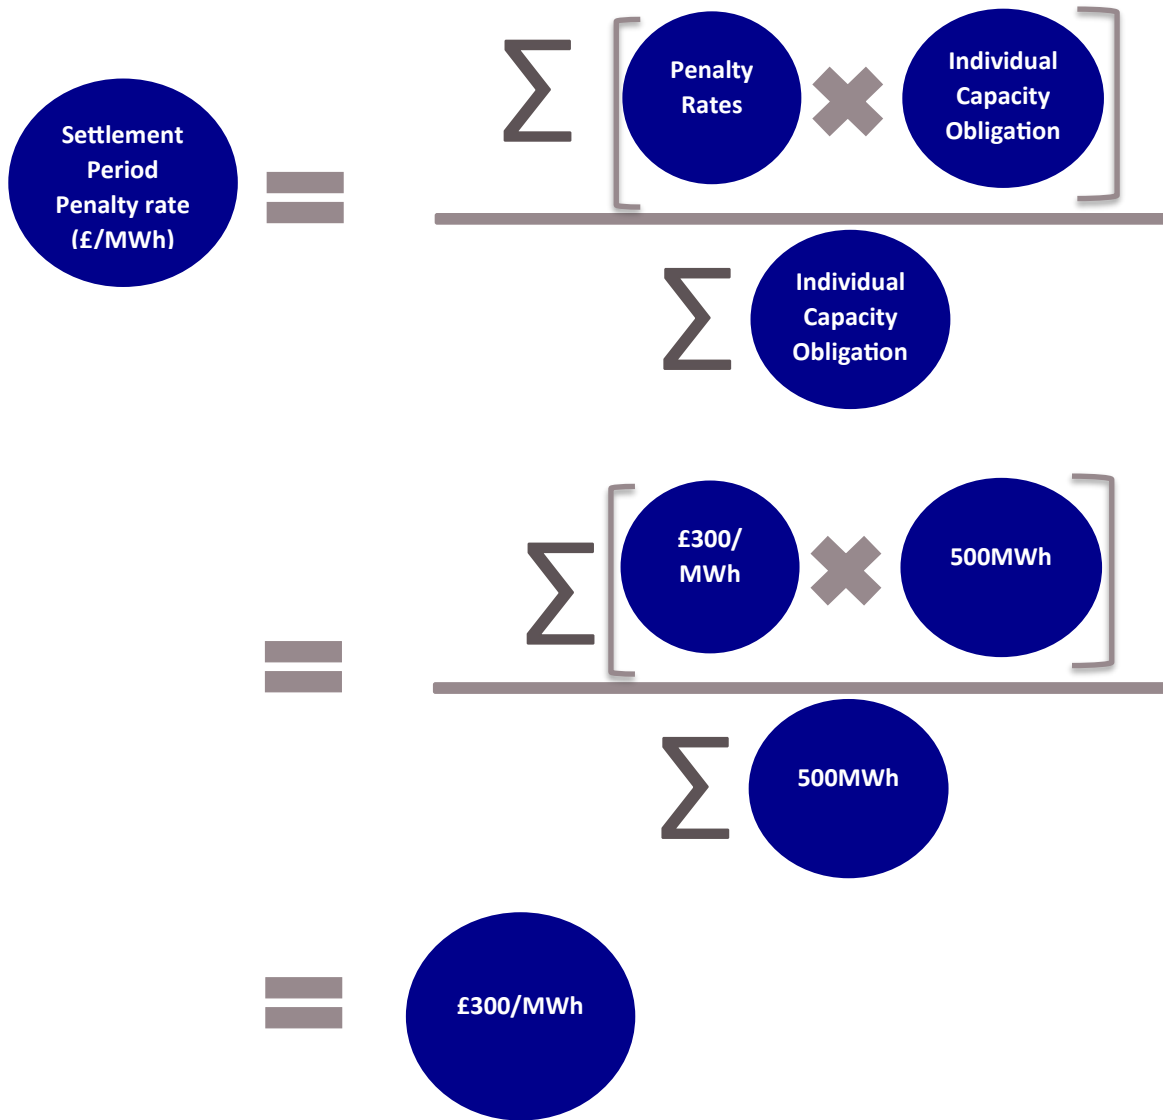 Settlement
Period
Penalty rate
(£/MWh)
=
∑
[
Penalty
Rates
×
Individual
Capacity
Obligation
]
∑
Individual
Capacity
Obligation
=
∑
[
£300/
MWh
×
500MWh
]
∑
500MWh
=
£300/MWh